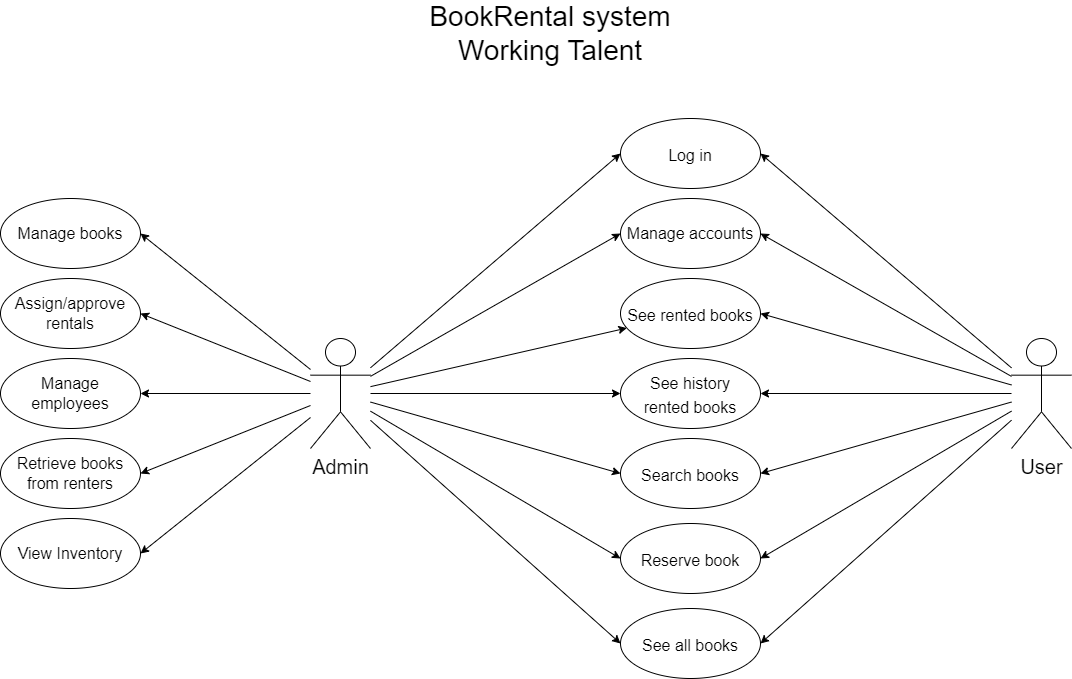 BookRental system
Working Talent
Log in
Manage books
Manage accounts
Assign/approve
rentals
See rented books
Manage
employees
See history
rented books
Admin
User
Retrieve books
from renters
Search books
View Inventory
Reserve book
See all books